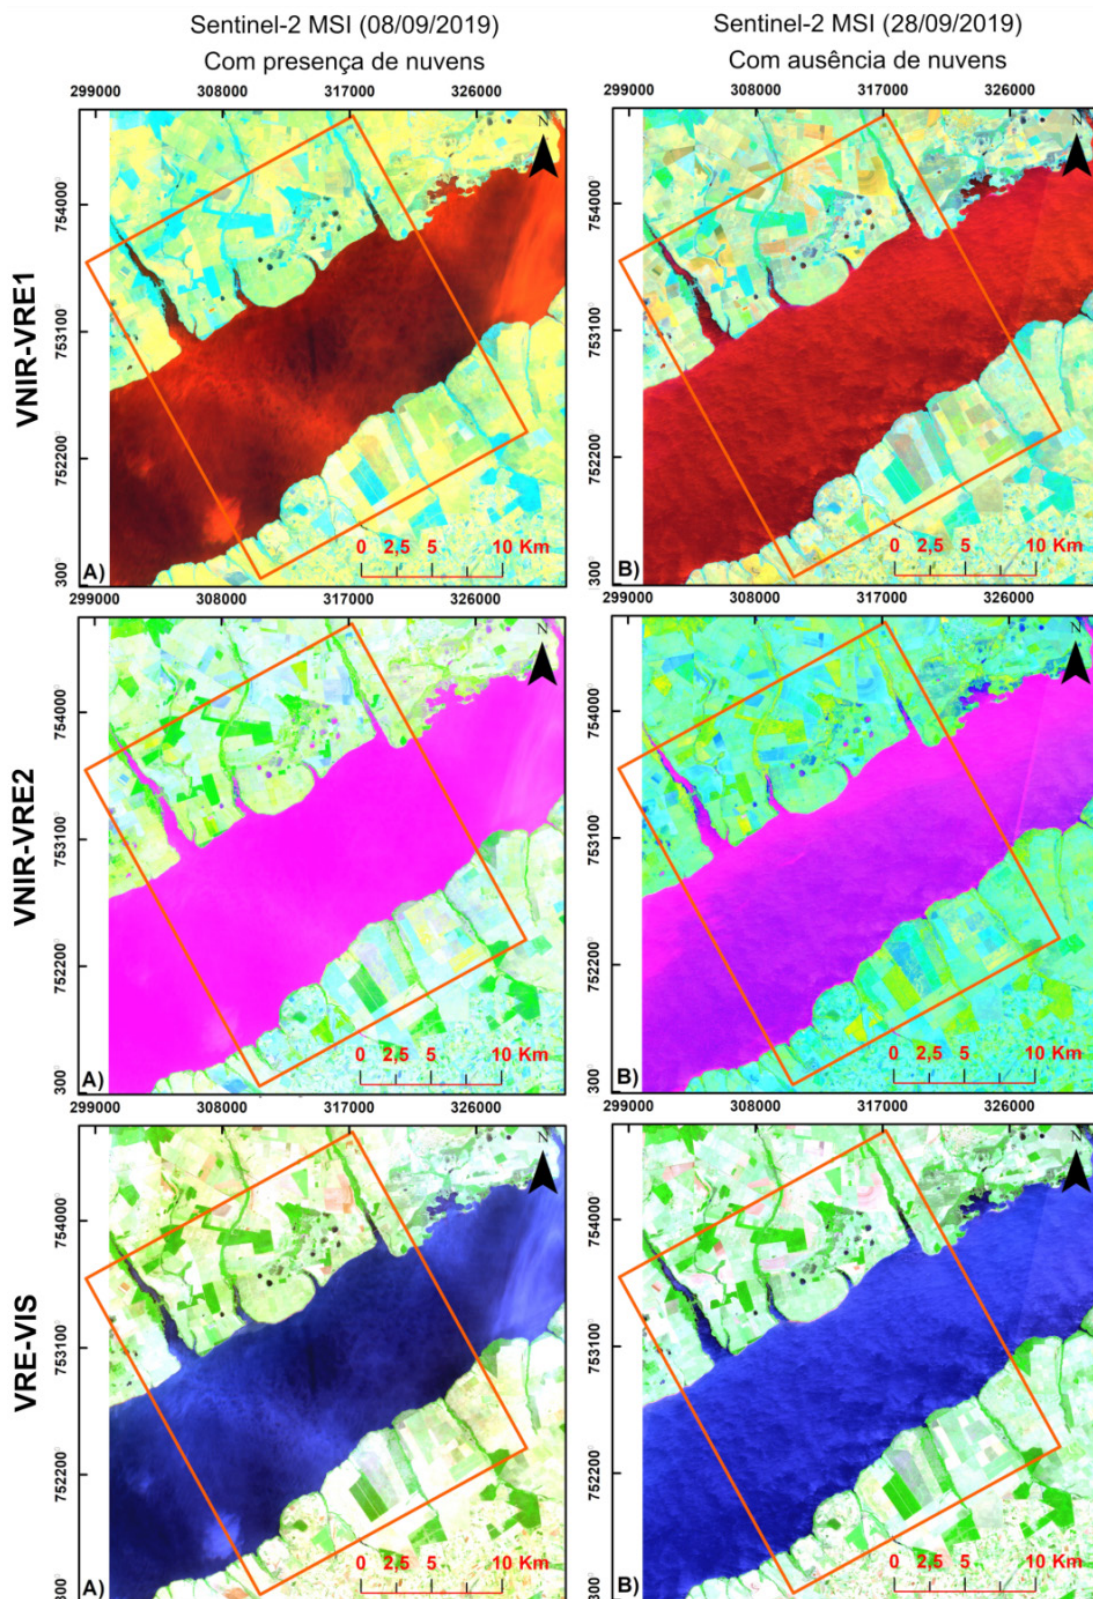 Sentinel-2 MSI (08/09/2019)
Com presença de nuvens
Sentinel-2 MSI (28/09/2019)
Com ausência de nuvens
299000 308000 317000 326000
299000 308000 317000 326000
VNIR-VRE1
754000
753100
752200
300
N
A)
0 2,5 5 10 Km
754000
753100
752200
300
N
B)
0 2,5 5 10 Km
299000 308000 317000 326000
299000 308000 317000 326000
VNIR-VRE2
754000
753100
752200
300
N
A)
0 2,5 5 10 Km
754000
753100
752200
300
N
B)
0 2,5 5 10 Km
299000 308000 317000 326000
299000 308000 317000 326000
VRE-VIS
754000
753100
752200
300
N
A)
0 2,5 5 10 Km
754000
753100
752200
300
N
B)
0 2,5 5 10 Km